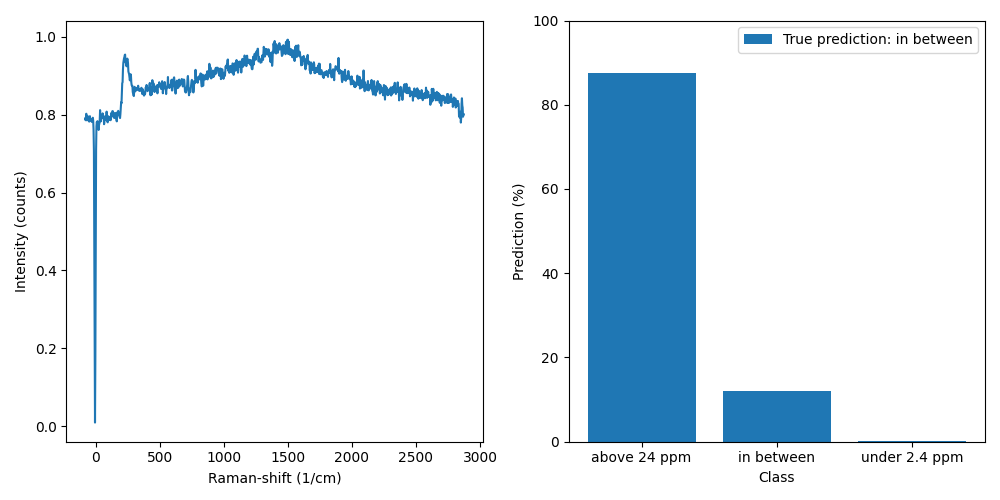 1.0
0.8
0.6
0.4
0.2
0.0
Intensity (counts)
0
500
1000
1500
2000
2500
3000
Raman-shift (1/cm)
100
80
60
40
20
0
Prediction (%)
True prediction: in between
above 24 ppm
in between
under 2.4 ppm
Class